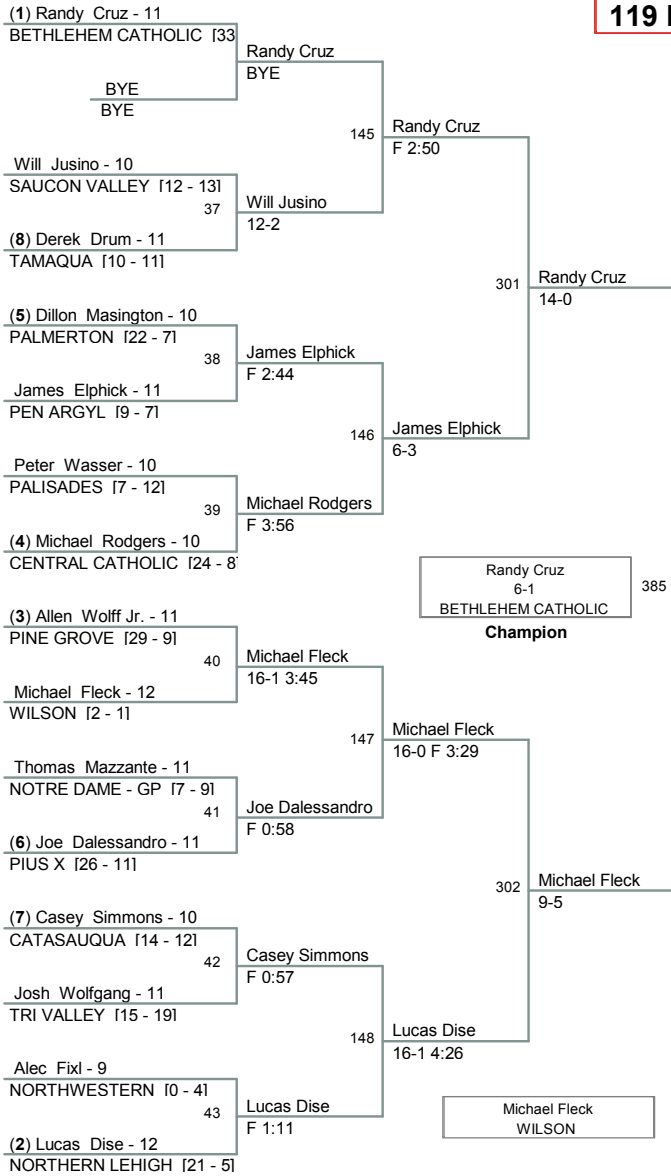 119
(1) Randy Cruz - 11
BETHLEHEM CATHOLIC [33
BYE
BYE
Randy Cruz
BYE
145
Randy Cruz
F 2:50
Will Jusino - 10
SAUCON VALLEY [12 - 13]
37
Will Jusino
12-2
(8) Derek Drum - 11
TAMAQUA [10 - 11]
301
Randy Cruz
14-0
(5) Dillon Masington - 10
PALMERTON [22 - 7]
38
James Elphick
F 2:44
James Elphick - 11
PEN ARGYL [9 - 7]
146
James Elphick
6-3
Peter Wasser - 10
PALISADES [7 - 12]
39
Michael Rodgers
F 3:56
(4) Michael Rodgers - 10
CENTRAL CATHOLIC [24 - 8]
Randy Cruz
6-1
BETHLEHEM CATHOLIC
385
Champion
(3) Allen Wolff Jr. - 11
PINE GROVE [29 - 9]
40
Michael Fleck
16-1 3:45
Michael Fleck - 12
WILSON [2 - 1]
147
Michael Fleck
16-0 F 3:29
Thomas Mazzante - 11
NOTRE DAME - GP [7 - 9]
41
Joe Dalessandro
F 0:58
(6) Joe Dalessandro - 11
PIUS X [26 - 11]
302
Michael Fleck
9-5
(7) Casey Simmons - 10
CATASAUQUA [14 - 12]
42
Casey Simmons
F 0:57
Josh Wolfgang - 11
TRI VALLEY [15 - 19]
148
Lucas Dise
16-1 4:26
Alec Fixl - 9
NORTHWESTERN [0 - 4]
43
Lucas Dise
F 1:11
(2) Lucas Dise - 12
NORTHERN LEHIGH [21 - 5]
Michael Fleck
WILSON